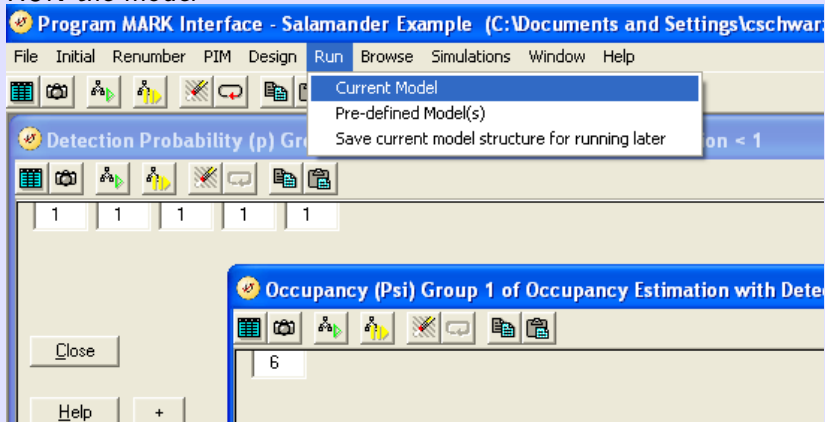 Program MARK Interface - Salamander Example (C:\Documents and Settings\cschwar
File Initial Renumber PIM Design Run Browse Simulations Window Help
Current Model
Pre-defined Model(s)
Save current model structure for running later
Detection Probability (p) Gr ion < 1
1 1 1 1 1
Occupancy (Psi) Group 1 of Occupancy Estimation with Dete
6
Close
Help +